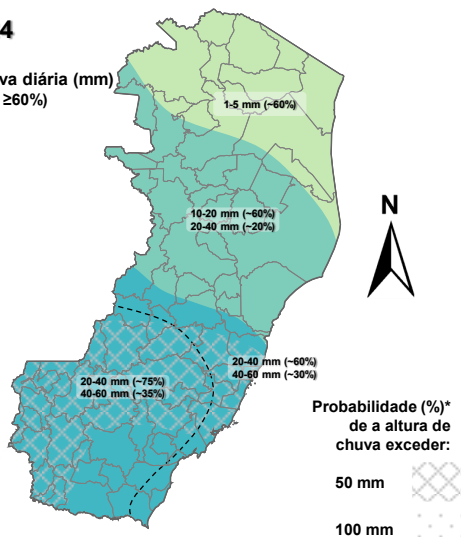 4
va diária (mm)
≥60%)
1-5 mm (~60%)
10-20 mm (~60%)
20-40 mm (~20%)
N
20-40 mm (~60%)
40-60 mm (~30%)
20-40 mm (~75%)
40-60 mm (~35%)
Probabilidade (%)*
de a altura de
chuva exceder:
50 mm
100 mm